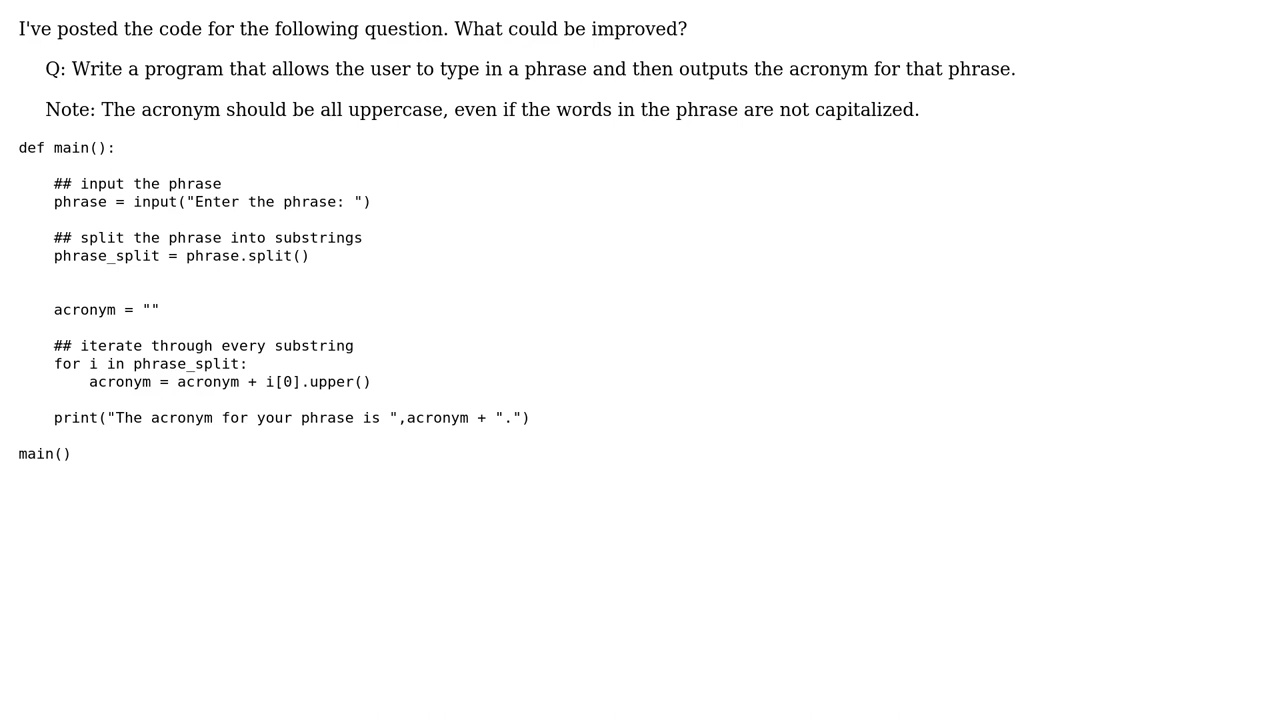 I've posted the code for the following question. What could be improved?
Q: Write a program that allows the user to type in a phrase and then outputs the acronym for that phrase.
Note: The acronym should be all uppercase, even if the words in the phrase are not capitalized.
def main():
    ## input the phrase
    phrase = input("Enter the phrase: ")
    ## split the phrase into substrings
    phrase_split = phrase.split()
    acronym = ""
    ## iterate through every substring
    for i in phrase_split:
        acronym = acronym + i[0].upper()
    print("The acronym for your phrase is ",acronym + ".")
main()